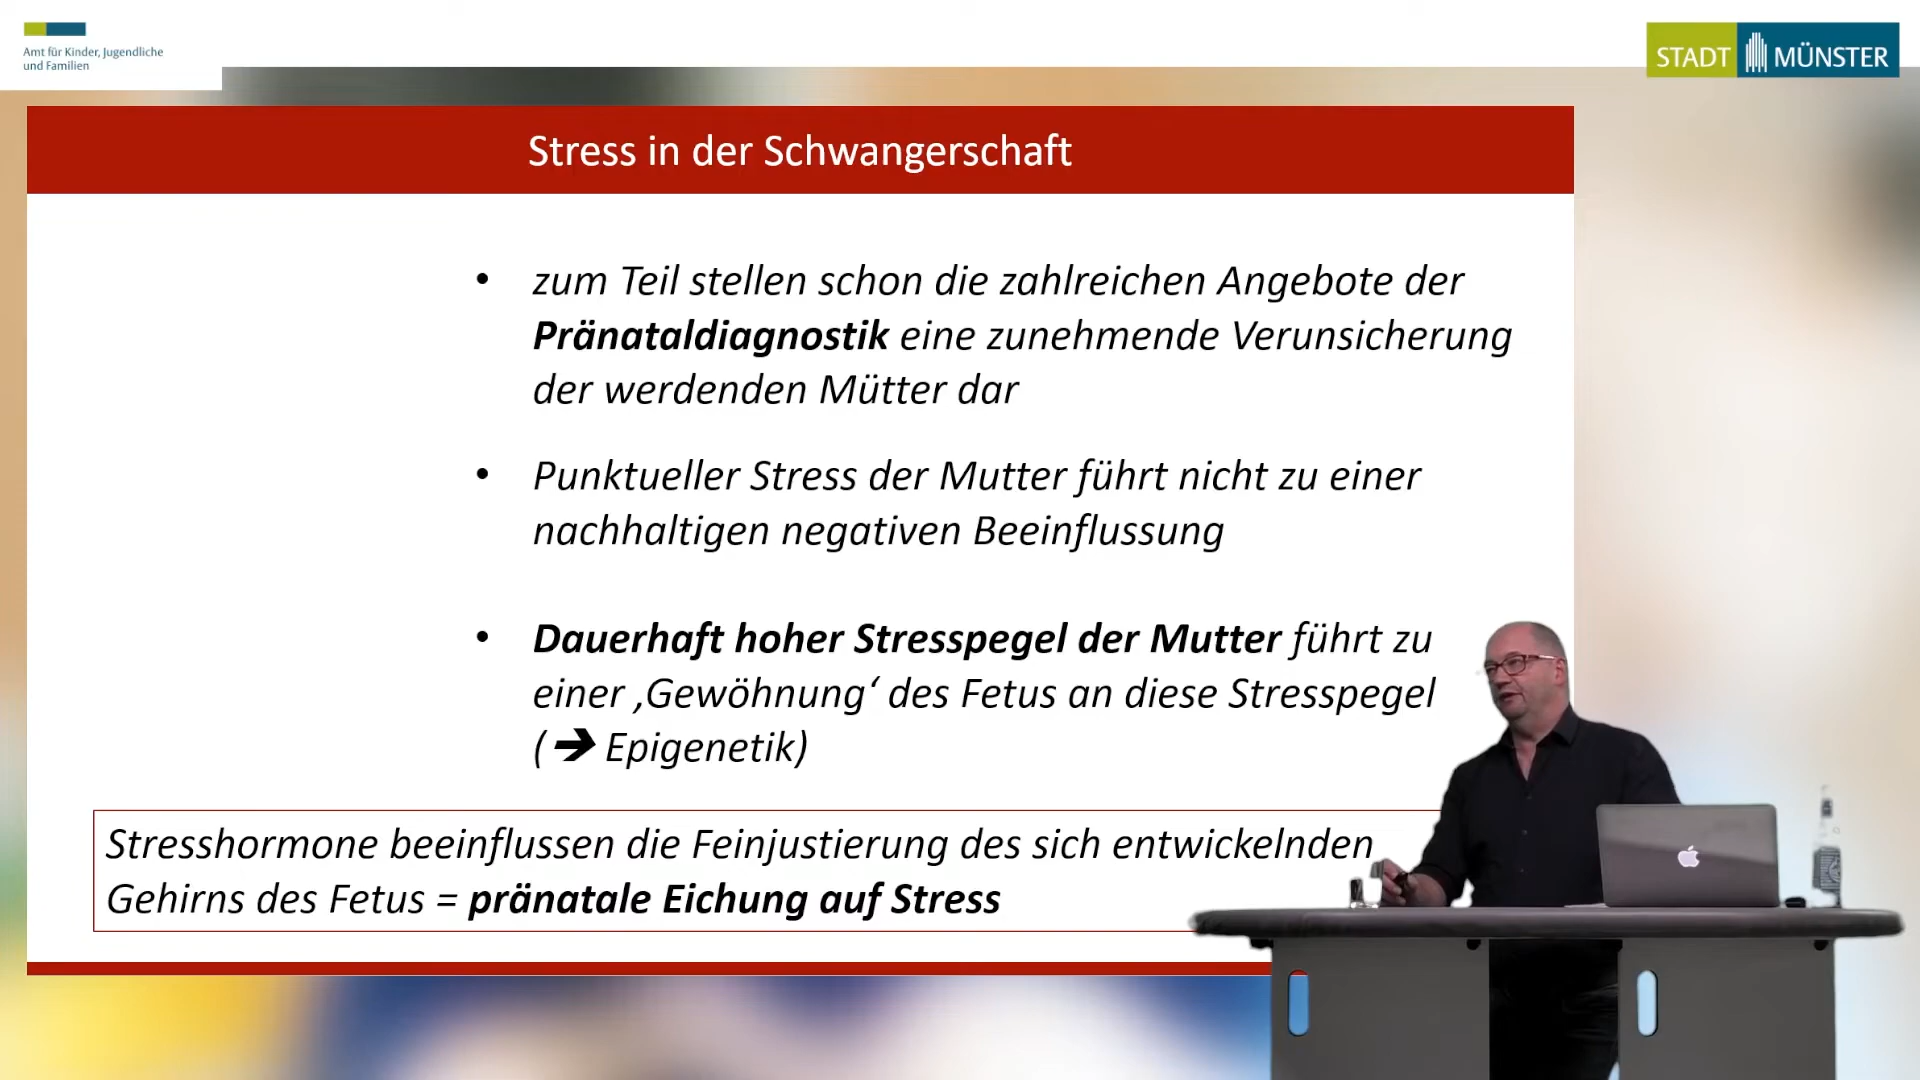 Amt für Kinder, Jugendliche
und Familien
STADT MÜNSTER
Stress in der Schwangerschaft
• zum Teil stellen schon die zahlreichen Angebote der
Pränataldiagnostik eine zunehmende Verunsicherung
der werdenden Mütter dar
• Punktueller Stress der Mutter führt nicht zu einer
nachhaltigen negativen Beeinflussung
• Dauerhaft hoher Stresspegel der Mutter führt zu
einer ‚Gewöhnung‘ des Fetus an diese Stresspegel
(➔ Epigenetik)
Stresshormone beeinflussen die Feinjustierung des sich entwickelnden
Gehirns des Fetus = pränatale Eichung auf Stress